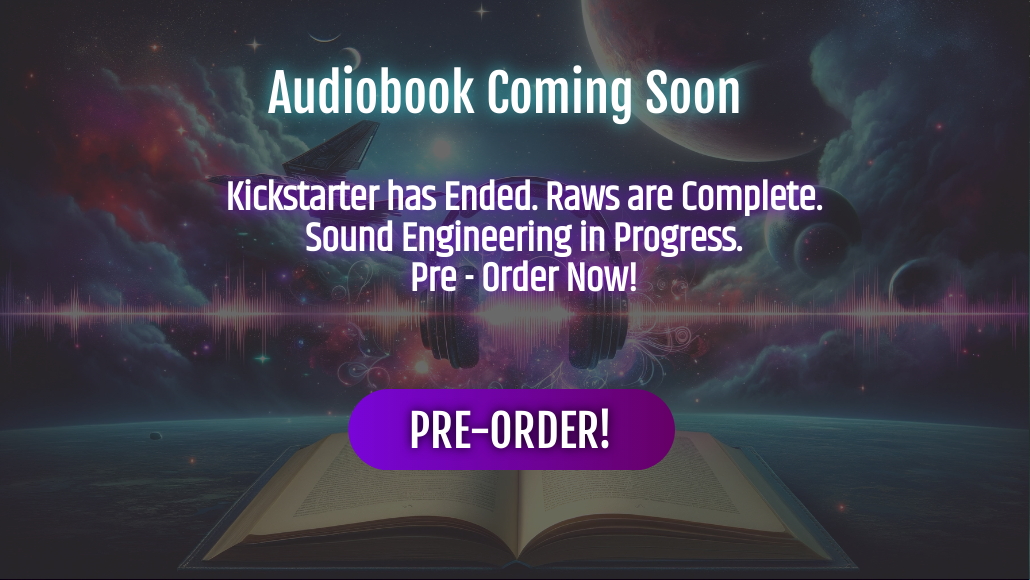 Audiobook Coming Soon
Kickstarter has Ended. Raws are Complete.
Sound Engineering in Progress.
Pre - Order Now!
PRE-ORDER!